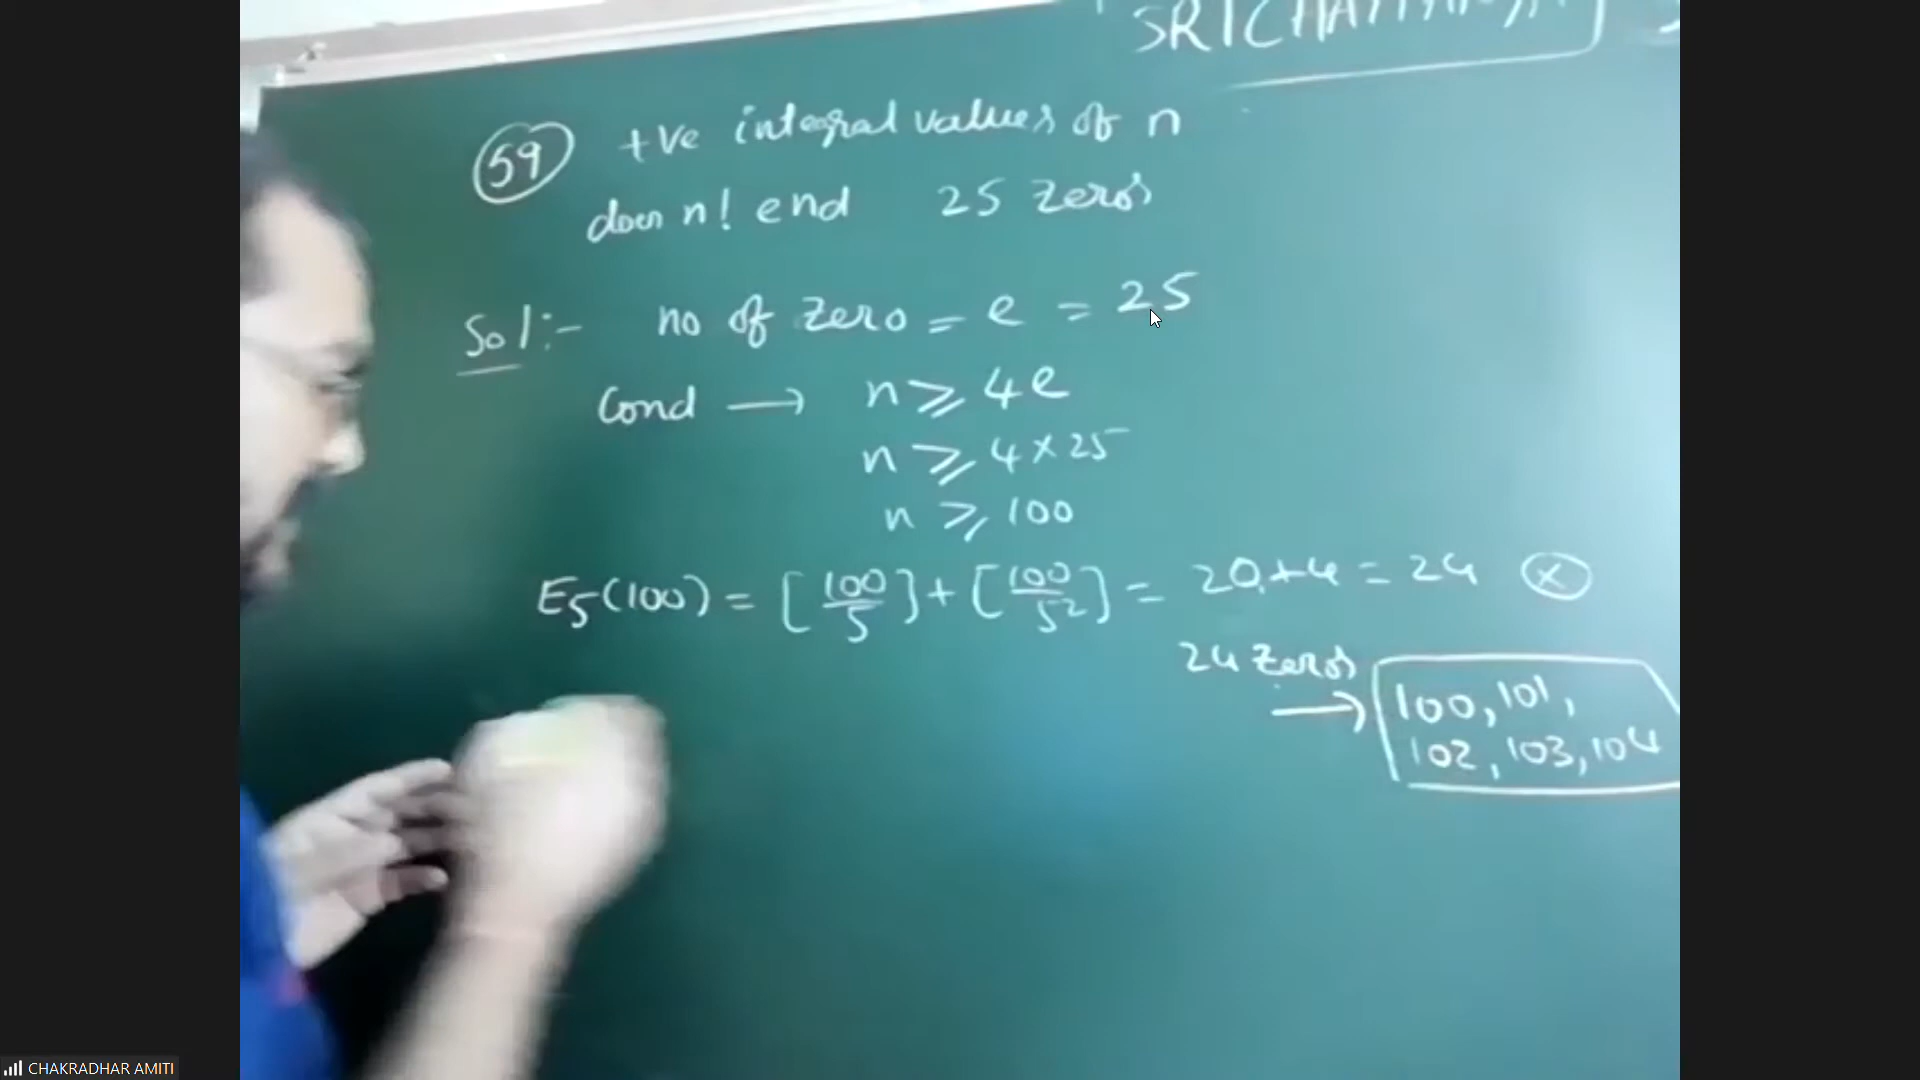 59 +ve integral values of n
does n! end 25 zeros
Sol:- no of zero = e = 25
Cond → n ⩾ 4e
n ⩾ 4×25
n ⩾ 100
E5(100) = [100/5] + [100/5²] = 20+4 = 24 ⓧ
24 zeros
→ 100, 101,
102, 103, 104
CHAKRADHAR AMITI